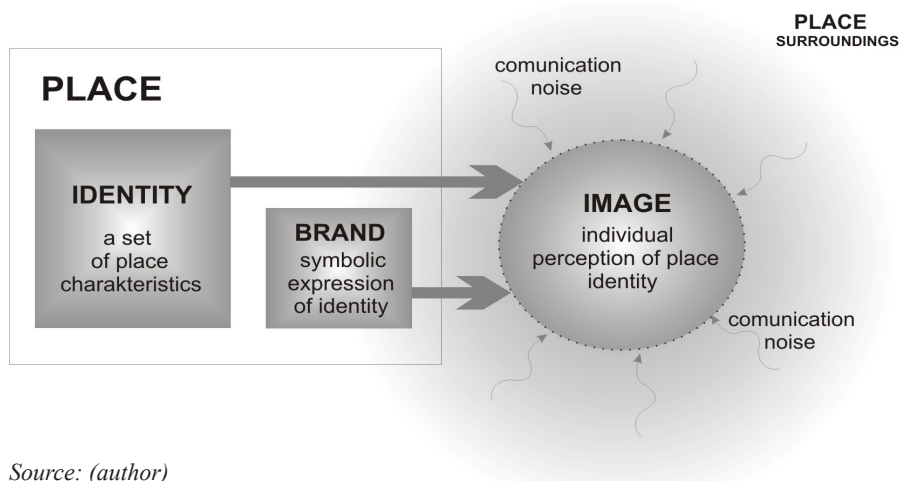 PLACE
SURROUNDINGS
comunication
noise
PLACE
IDENTITY
a set
of place
charakteristics
BRAND
symbolic
expression
of identity
IMAGE
individual
perception of place
identity
comunication
noise
Source: (author)